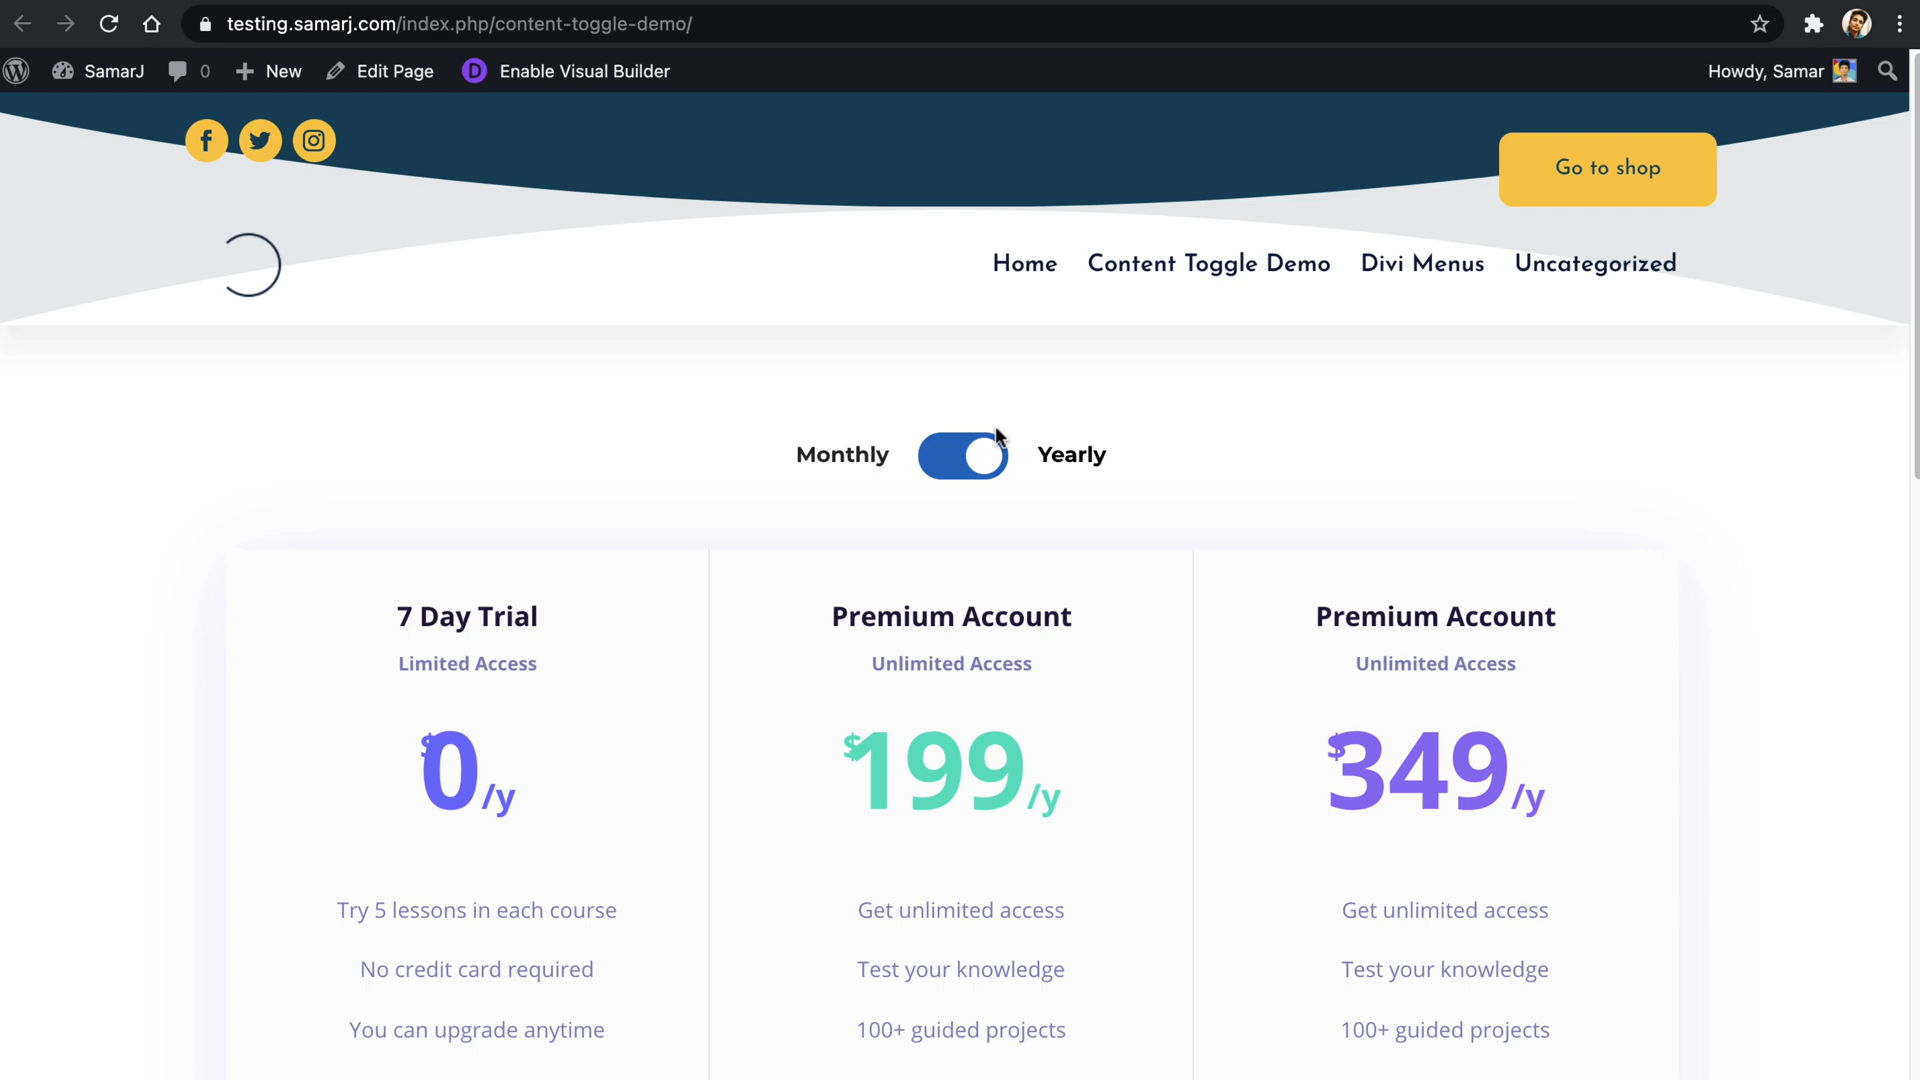 testing.samarj.com/index.php/content-toggle-demo/
SamarJ 0 New Edit Page D Enable Visual Builder Howdy, Samar
Go to shop
Home Content Toggle Demo Divi Menus Uncategorized
Monthly Yearly
7 Day Trial
Limited Access
$0/y
Try 5 lessons in each course
No credit card required
You can upgrade anytime
Premium Account
Unlimited Access
$199/y
Get unlimited access
Test your knowledge
100+ guided projects
Premium Account
Unlimited Access
$349/y
Get unlimited access
Test your knowledge
100+ guided projects